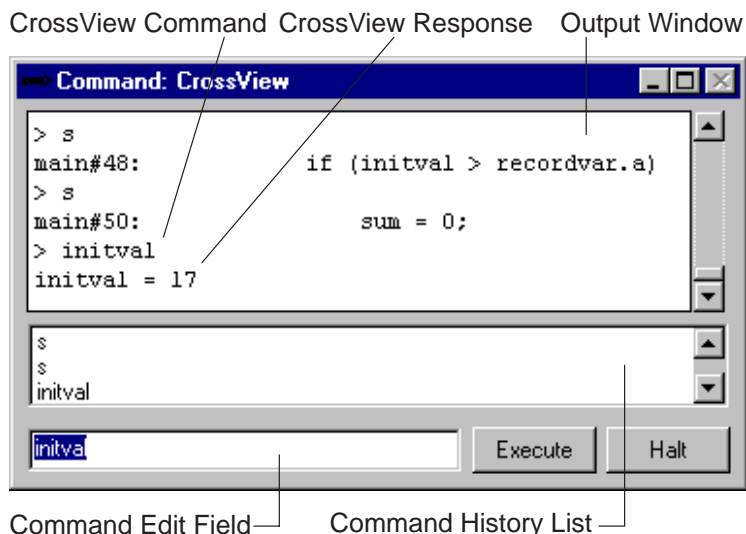 CrossView Command CrossView Response Output Window
Command: CrossView
> s
main#48: if (initval > recordvar.a)
> s
main#50: sum = 0;
> initval
initval = 17
s
s
initval
initval Execute Halt
Command Edit Field Command History List